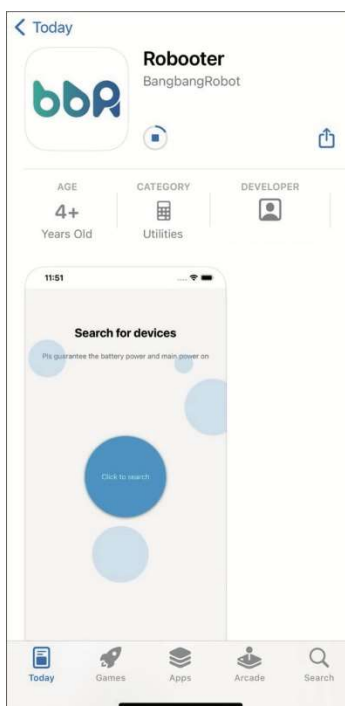 Today
bbR
Robooter
BangbangRobot
AGE
CATEGORY
DEVELOPER
4+
Years Old
Utilities
11:51
Search for devices
Pls guarantee the battery power and main power on
Click to search
Today
Games
Apps
Arcade
Search